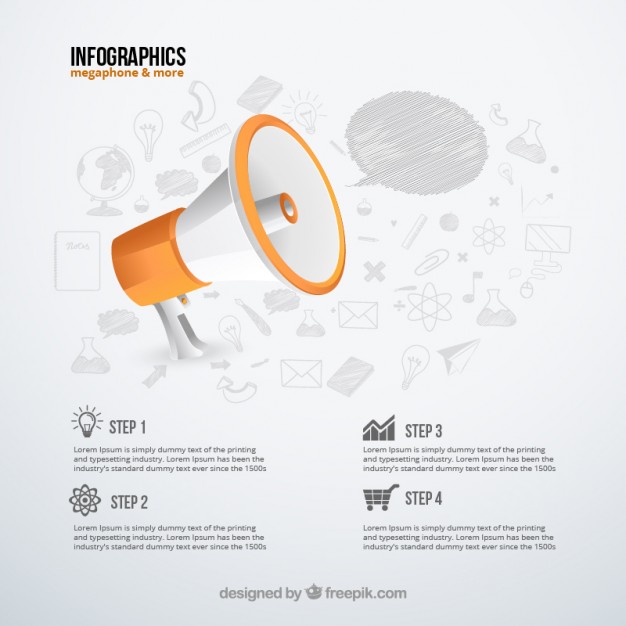 INFOGRAPHICS
megaphone & more
STEP 1
Lorem Ipsum is simply dummy text of the printing
and typesetting industry. Lorem Ipsum has been the
industry's standard dummy text ever since the 1500s
STEP 2
Lorem Ipsum is simply dummy text of the printing
and typesetting industry. Lorem Ipsum has been the
industry's standard dummy text ever since the 1500s
STEP 3
Lorem Ipsum is simply dummy text of the printing
and typesetting industry. Lorem Ipsum has been the
industry's standard dummy text ever since the 1500s
STEP 4
Lorem Ipsum is simply dummy text of the printing
and typesetting industry. Lorem Ipsum has been the
industry's standard dummy text ever since the 1500s
designed by freepik.com